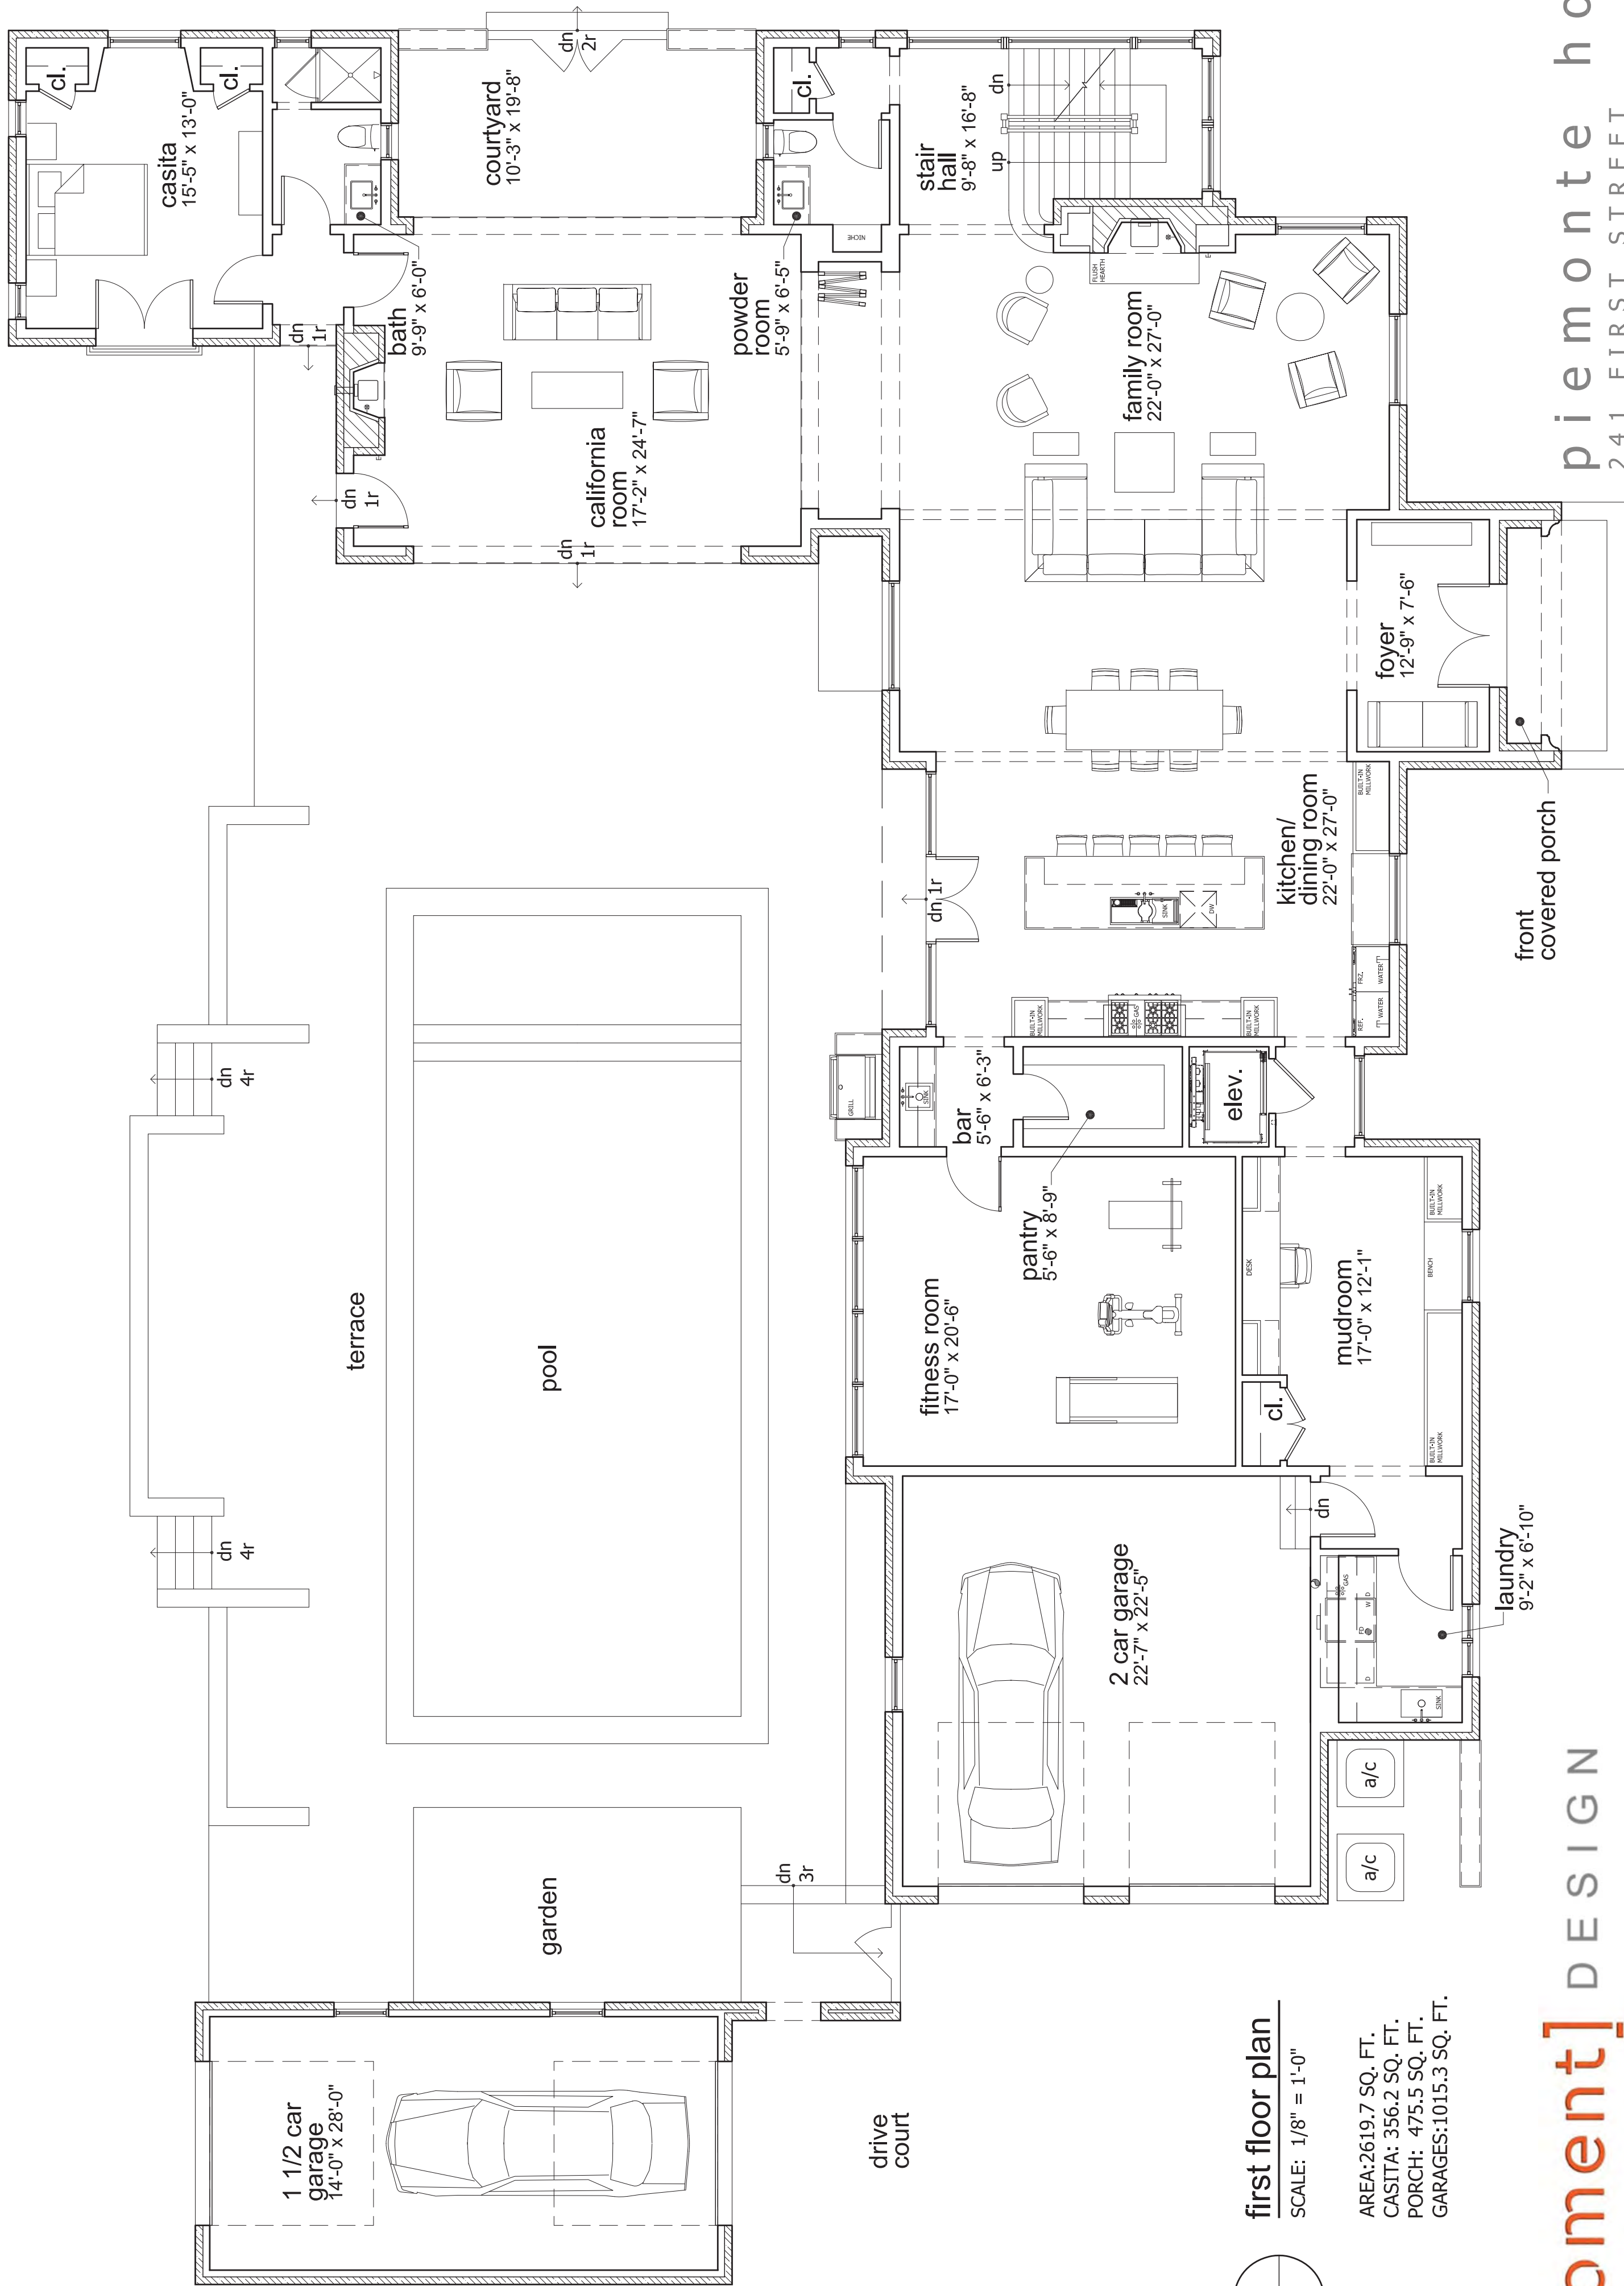 cl.
cl.
casita
15'-5" x 13'-0"
dn
1r
bath
9'-9" x 6'-0"
courtyard
10'-3" x 19'-8"
dn
2r
dn
1r
california
room
17'-2" x 24'-7"
dn
1r
powder
room
5'-9" x 6'-5"
cl.
NICHE
stair
hall
9'-8" x 16'-8"
up
dn
FLUSH
HEARTH
family room
22'-0" x 27'-0"
foyer
12'-9" x 7'-6"
front
covered porch
kitchen/
dining room
22'-0" x 27'-0"
dn 1r
SINK
DW
BUILT-IN
MILLWORK
BUILT-IN
MILLWORK
GAS
BUILT-IN
MILLWORK
REF.
FRZ.
WATER
WATER
GRILL
SINK
bar
5'-6" x 6'-3"
pantry
5'-6" x 8'-9"
elev.
fitness room
17'-0" x 20'-6"
DESK
mudroom
17'-0" x 12'-1"
cl.
BUILT-IN
MILLWORK
BENCH
BUILT-IN
MILLWORK
dn
laundry
9'-2" x 6'-10"
GAS
W
D
FD
D
SINK
2 car garage
22'-7" x 22'-5"
a/c
a/c
terrace
pool
dn
4r
dn
4r
garden
dn
3r
1 1/2 car
garage
14'-0" x 28'-0"
drive
court
first floor plan
SCALE: 1/8" = 1'-0"
AREA:2619.7 SQ. FT.
CASITA: 356.2 SQ. FT.
PORCH: 475.5 SQ. FT.
GARAGES:1015.3 SQ. FT.
oment] DESIGN
piemonte ho
241 FIRST STREET